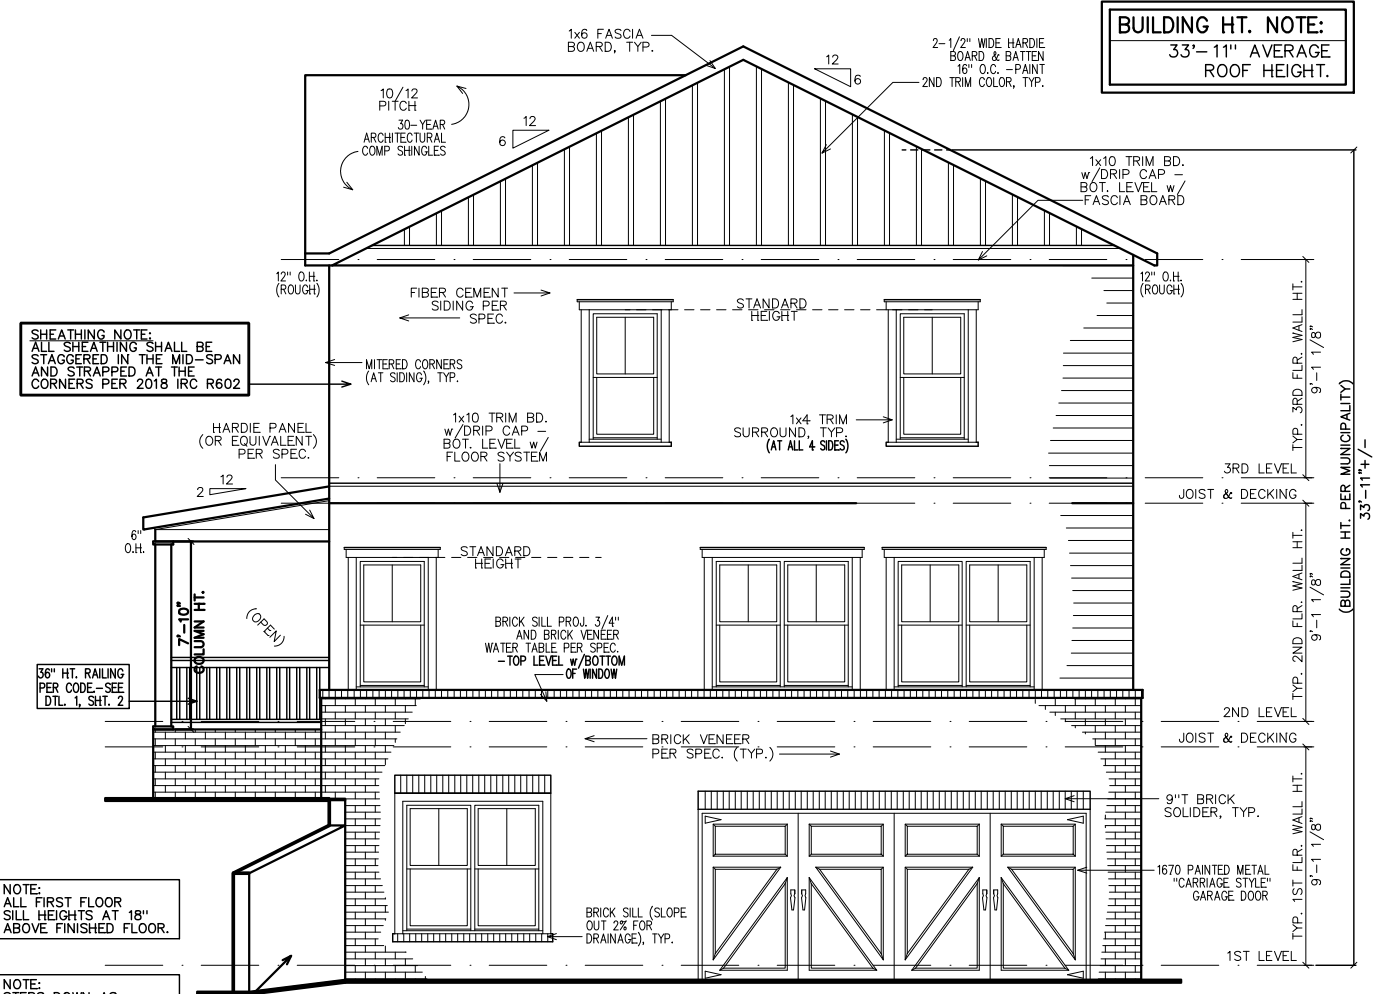 BUILDING HT. NOTE:
33'-11" AVERAGE
ROOF HEIGHT.
1x6 FASCIA
BOARD, TYP.
2-1/2" WIDE HARDIE
BOARD & BATTEN
16" O.C. -PAINT
2ND TRIM COLOR, TYP.
12
6
10/12
PITCH
30-YEAR
ARCHITECTURAL
COMP SHINGLES
12
6
1x10 TRIM BD.
w/DRIP CAP -
BOT. LEVEL w/
FASCIA BOARD
12" O.H.
(ROUGH)
12" O.H.
(ROUGH)
FIBER CEMENT
SIDING PER
SPEC.
STANDARD
HEIGHT
SHEATHING NOTE:
ALL SHEATHING SHALL BE
STAGGERED IN THE MID-SPAN
AND STRAPPED AT THE
CORNERS PER 2018 IRC R602
MITERED CORNERS
(AT SIDING), TYP.
TYP. 3RD FLR. WALL HT.
9'-1 1/8"
HARDIE PANEL
(OR EQUIVALENT)
PER SPEC.
1x10 TRIM BD.
w/DRIP CAP -
BOT. LEVEL w/
FLOOR SYSTEM
1x4 TRIM
SURROUND, TYP.
(AT ALL 4 SIDES)
(BUILDING HT. PER MUNICIPALITY)
33'-11"+/-
3RD LEVEL
12
2
JOIST & DECKING
6"
O.H.
STANDARD
HEIGHT
7'-10"
COLUMN HT.
(OPEN)
BRICK SILL PROJ. 3/4"
AND BRICK VENEER
WATER TABLE PER SPEC.
-TOP LEVEL w/BOTTOM
OF WINDOW
TYP. 2ND FLR. WALL HT.
9'-1 1/8"
36" HT. RAILING
PER CODE-SEE
DTL. 1, SHT. 2
2ND LEVEL
JOIST & DECKING
BRICK VENEER
PER SPEC. (TYP.)
9"T BRICK
SOLIDER, TYP.
TYP. 1ST FLR. WALL HT.
9'-1 1/8"
1670 PAINTED METAL
"CARRIAGE STYLE"
GARAGE DOOR
NOTE:
ALL FIRST FLOOR
SILL HEIGHTS AT 18"
ABOVE FINISHED FLOOR.
BRICK SILL (SLOPE
OUT 2% FOR
DRAINAGE), TYP.
1ST LEVEL
NOTE: